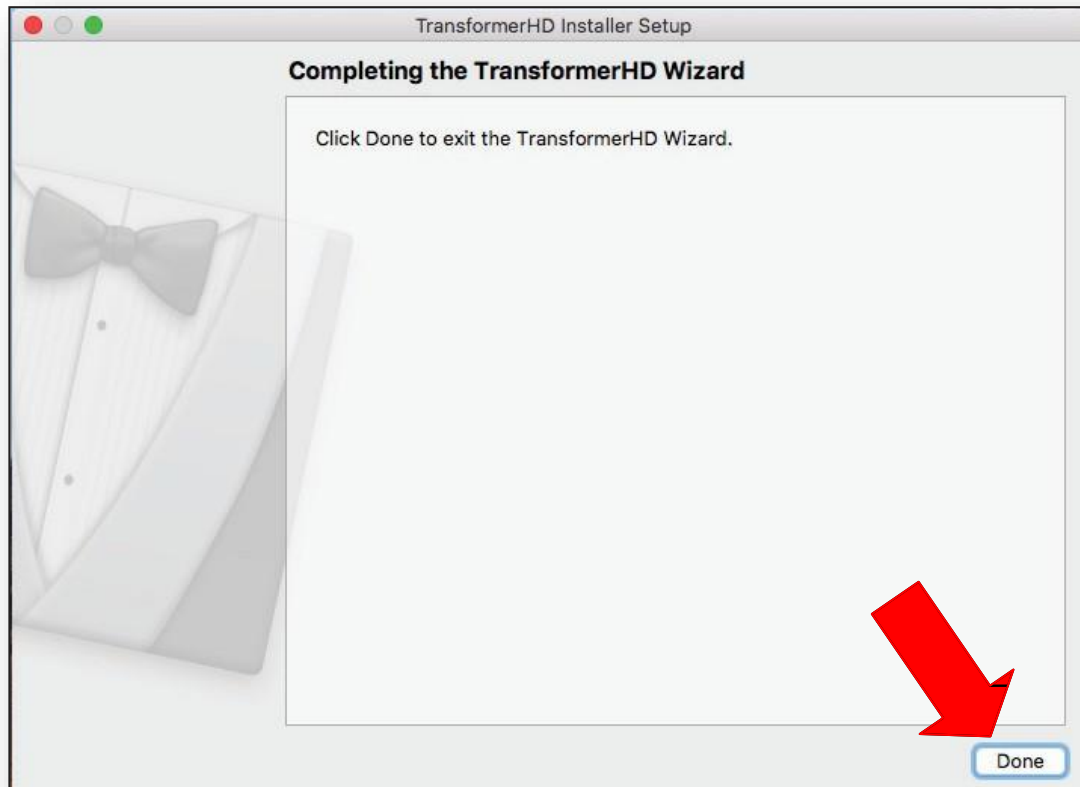 TransformerHD Installer Setup
Completing the TransformerHD Wizard
Click Done to exit the TransformerHD Wizard.
Done